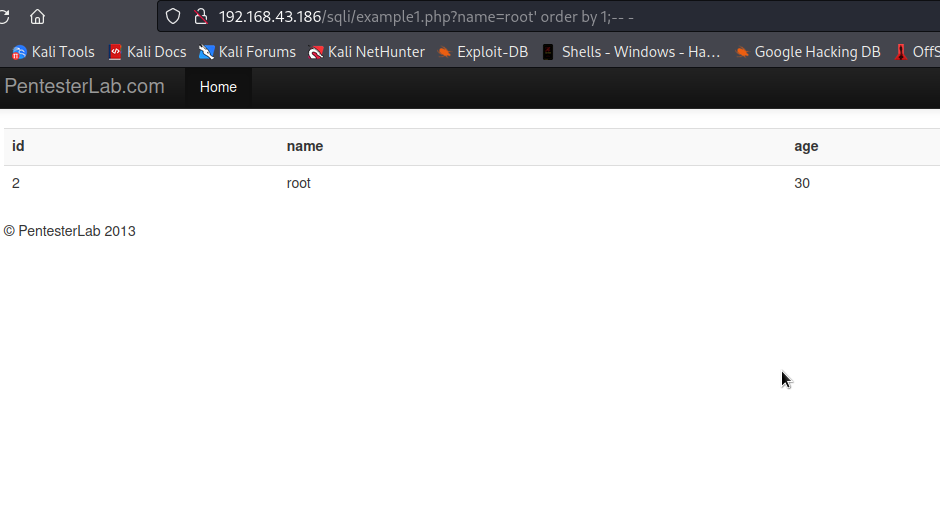 192.168.43.186/sqli/example1.php?name=root' order by 1;-- -
Kali Tools Kali Docs Kali Forums Kali NetHunter Exploit-DB Shells - Windows - Ha... Google Hacking DB OffS
PentesterLab.com Home
id name age
2 root 30
© PentesterLab 2013